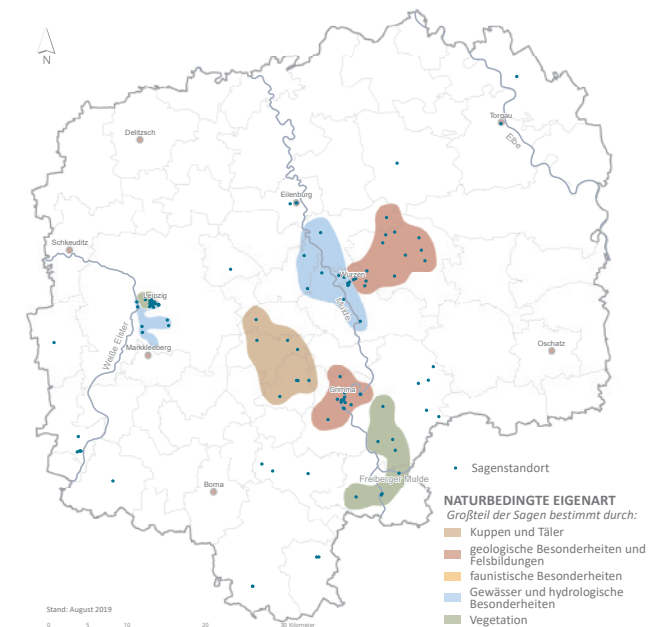 N
Torgau
Elbe
Delitzsch
Eilenburg
Schkeuditz
Wurzen
Leipzig
Mulde
Weiße Elster
Markkleeberg
Oschatz
Grimma
Freiberger Mulde
Borna
Sagenstandort
NATURBEDINGTE EIGENART
Großteil der Sagen bestimmt durch:
Kuppen und Täler
geologische Besonderheiten und
Felsbildungen
faunistische Besonderheiten
Gewässer und hydrologische
Besonderheiten
Vegetation
Stand: August 2019
0 5 10 20 30 Kilometer